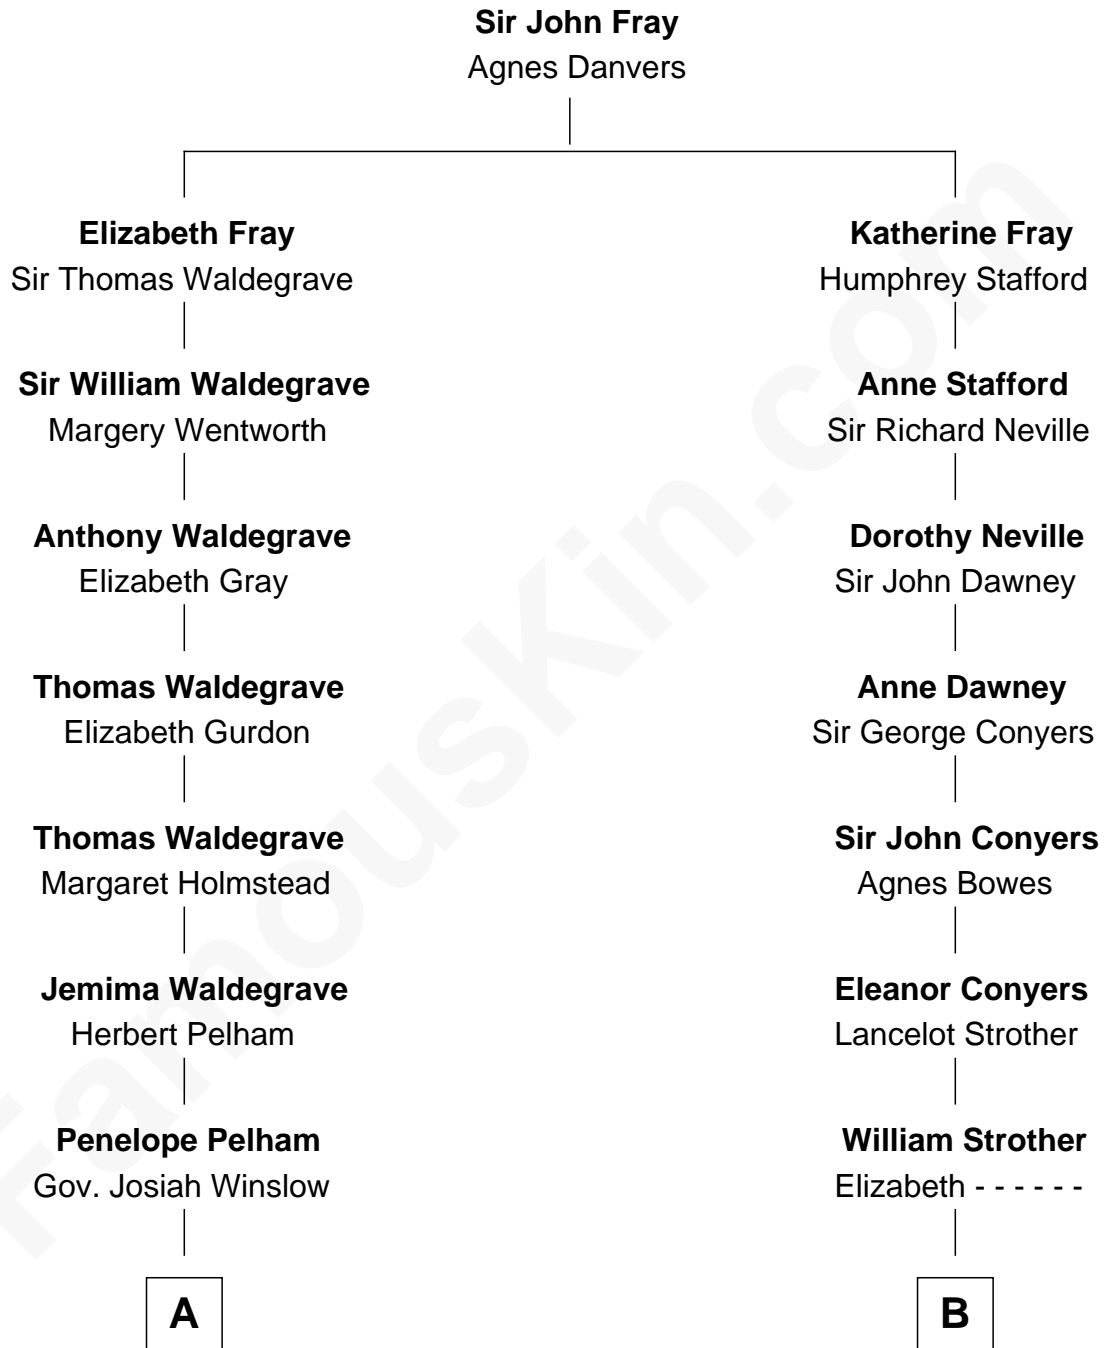 Sir John Fray
Agnes Danvers
Elizabeth Fray
Sir Thomas Waldegrave
Katherine Fray
Humphrey Stafford
Sir William Waldegrave
Margery Wentworth
Anne Stafford
Sir Richard Neville
Anthony Waldegrave
Elizabeth Gray
Dorothy Neville
Sir John Dawney
Thomas Waldegrave
Elizabeth Gurdon
Anne Dawney
Sir George Conyers
Thomas Waldegrave
Margaret Holmstead
Sir John Conyers
Agnes Bowes
Jemima Waldegrave
Herbert Pelham
Eleanor Conyers
Lancelot Strother
Penelope Pelham
Gov. Josiah Winslow
William Strother
Elizabeth - - - - - -
A
B
FamousKin.com